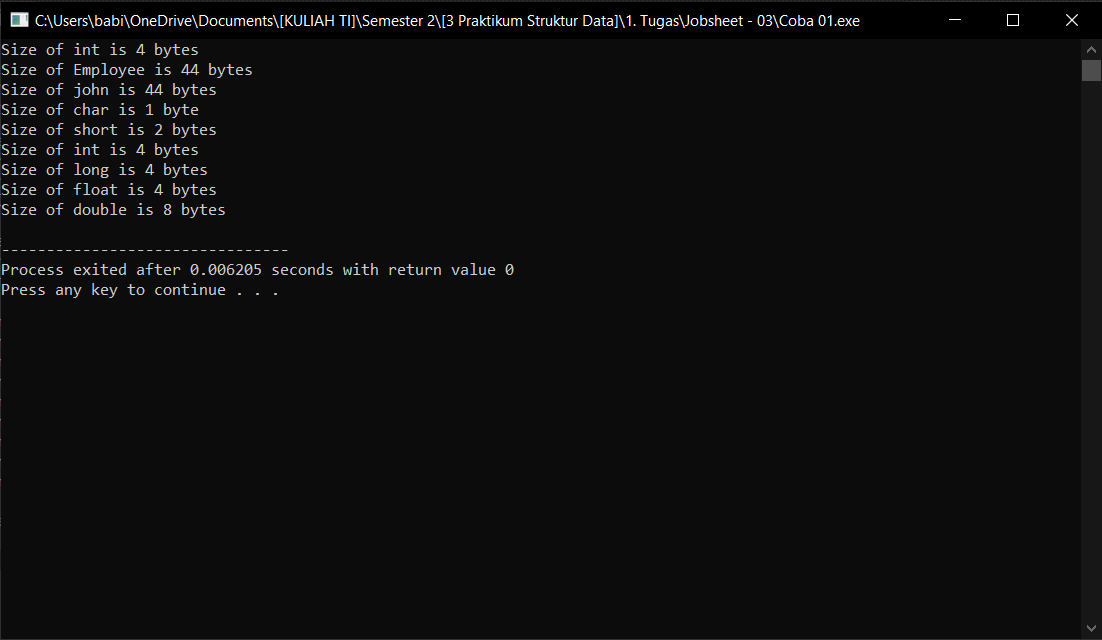 C:\Users\babi\OneDrive\Documents\[KULIAH TI]\Semester 2\[3 Praktikum Struktur Data]\1. Tugas\Jobsheet - 03\Coba 01.exe
Size of int is 4 bytes
Size of Employee is 44 bytes
Size of john is 44 bytes
Size of char is 1 byte
Size of short is 2 bytes
Size of int is 4 bytes
Size of long is 4 bytes
Size of float is 4 bytes
Size of double is 8 bytes
--------------------------------
Process exited after 0.006205 seconds with return value 0
Press any key to continue . . .